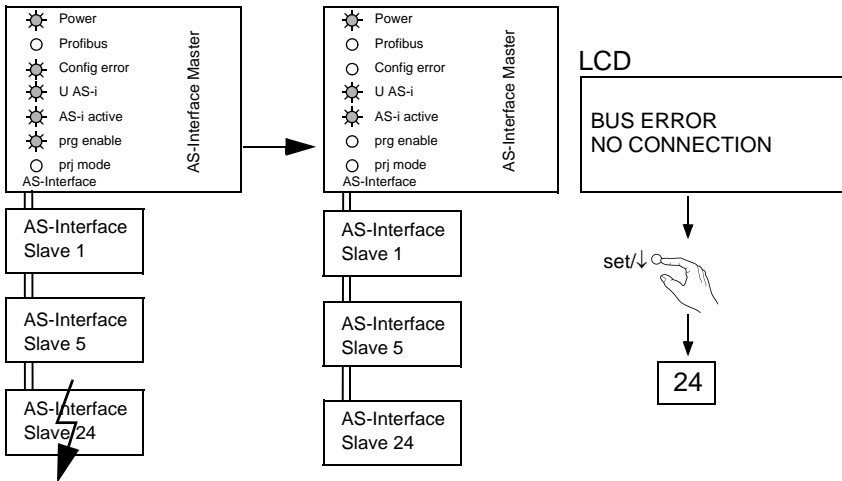 Power
Profibus
Config error
U AS-i
AS-i active
prg enable
prj mode
AS-Interface
AS-Interface Master
AS-Interface
Slave 1
AS-Interface
Slave 5
AS-Interface
Slave 24
Power
Profibus
Config error
U AS-i
AS-i active
prg enable
prj mode
AS-Interface
AS-Interface Master
AS-Interface
Slave 1
AS-Interface
Slave 5
AS-Interface
Slave 24
LCD
BUS ERROR
NO CONNECTION
set/↓
24